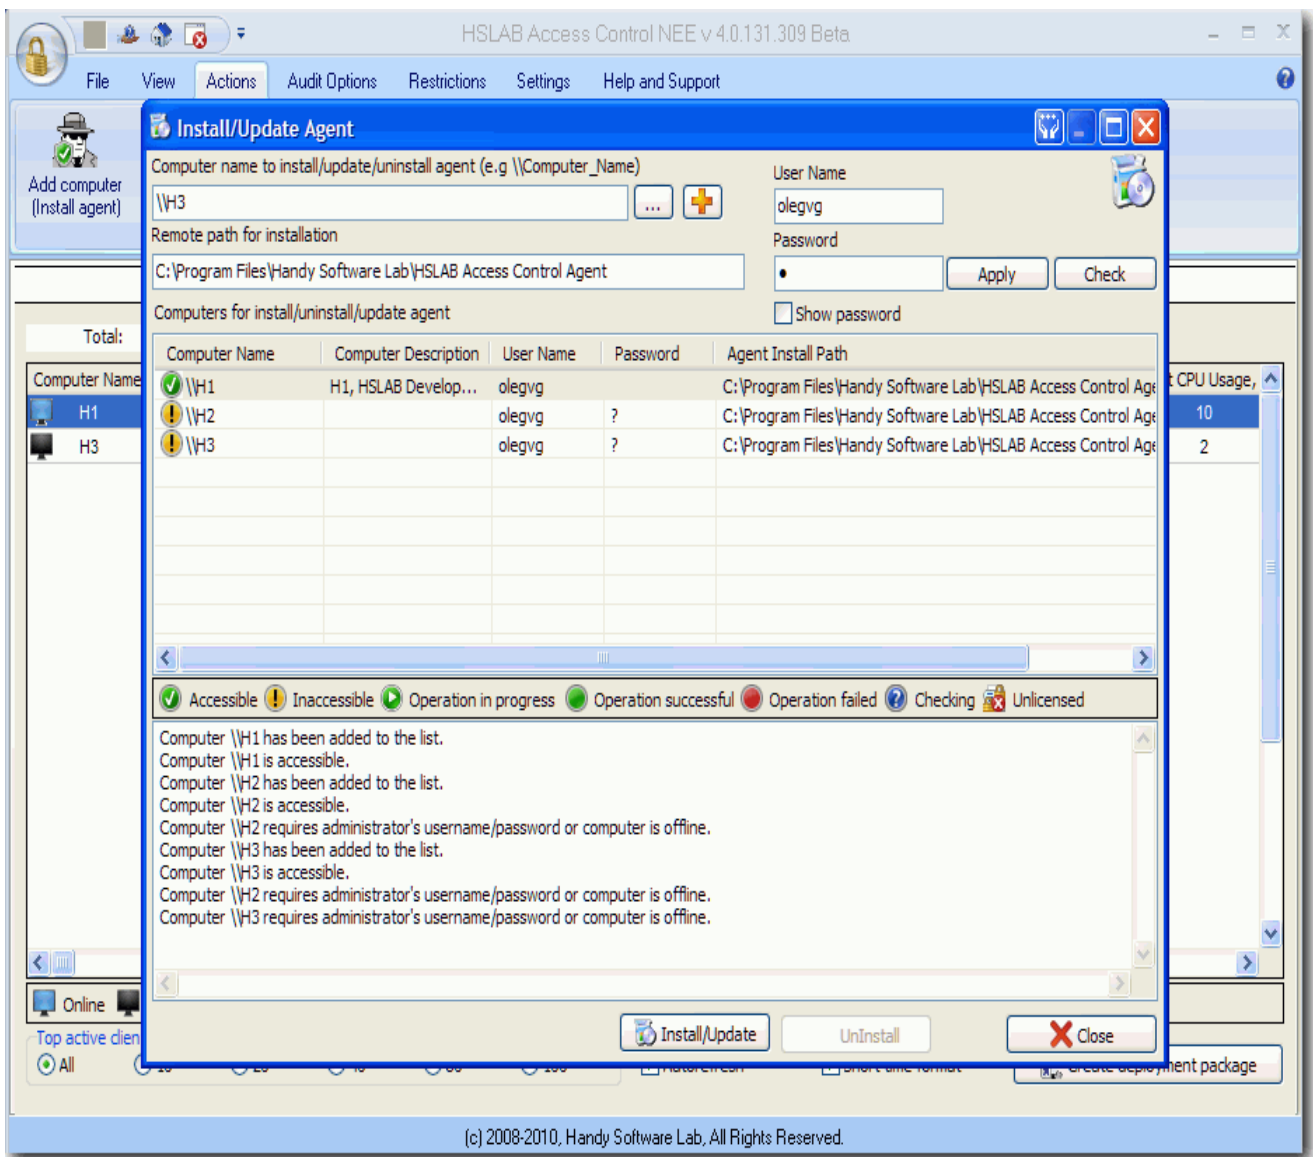 HSLAB Access Control NEE v 4.0.131.309 Beta
File View Actions Audit Options Restrictions Settings Help and Support
Add computer
(Install agent)
Install/Update Agent
Computer name to install/update/uninstall agent (e.g \\Computer_Name)
User Name
\\H3
...
olegvg
Remote path for installation
Password
C:\Program Files\Handy Software Lab\HSLAB Access Control Agent
Apply Check
Computers for install/uninstall/update agent
Show password
Total:
Computer Name Computer Description User Name Password Agent Install Path
\\H1 H1, HSLAB Develop... olegvg C:\Program Files\Handy Software Lab\HSLAB Access Control Age
\\H2 olegvg ? C:\Program Files\Handy Software Lab\HSLAB Access Control Age
\\H3 olegvg ? C:\Program Files\Handy Software Lab\HSLAB Access Control Age
Computer Name CPU Usage,
H1 10
H3 2
Accessible Inaccessible Operation in progress Operation successful Operation failed Checking Unlicensed
Computer \\H1 has been added to the list.
Computer \\H1 is accessible.
Computer \\H2 has been added to the list.
Computer \\H2 is accessible.
Computer \\H2 requires administrator's username/password or computer is offline.
Computer \\H3 has been added to the list.
Computer \\H3 is accessible.
Computer \\H2 requires administrator's username/password or computer is offline.
Computer \\H3 requires administrator's username/password or computer is offline.
Online
Install/Update UnInstall Close
Top active clien
All
deployment package
(c) 2008-2010, Handy Software Lab, All Rights Reserved.